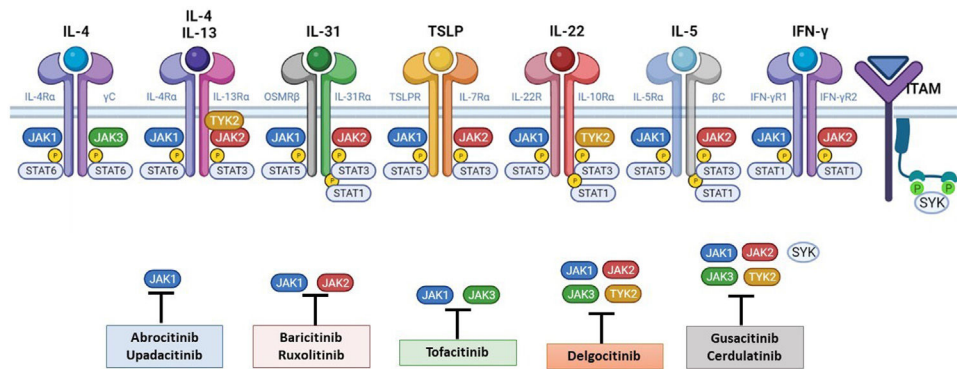 IL-4
IL-4
IL-13
IL-31
TSLP
IL-22
IL-5
IFN-γ
IL-4Rα γC IL-4Rα IL-13Rα OSMRβ IL-31Rα TSLPR IL-7Rα IL-22R IL-10Rα IL-5Rα βC IFN-γR1 IFN-γR2 ITAM
TYK2
JAK1 JAK3 JAK1 JAK2 JAK1 JAK2 JAK1 JAK2 JAK1 TYK2 JAK1 JAK2 JAK1 JAK2
P P P P P P P P P P P P P P
STAT6 STAT6 STAT6 STAT3 STAT5 STAT3 STAT5 STAT3 STAT5 STAT3 STAT5 STAT3 STAT1 STAT1
P P P P P
STAT1 STAT1 STAT1 SYK
JAK1
JAK1 JAK2
JAK1 JAK3
JAK1 JAK2
JAK3 TYK2
JAK1 JAK2 SYK
JAK3 TYK2
Abrocitinib
Upadacitinib
Baricitinib
Ruxolitinib
Tofacitinib
Delgocitinib
Gusacitinib
Cerdulatinib